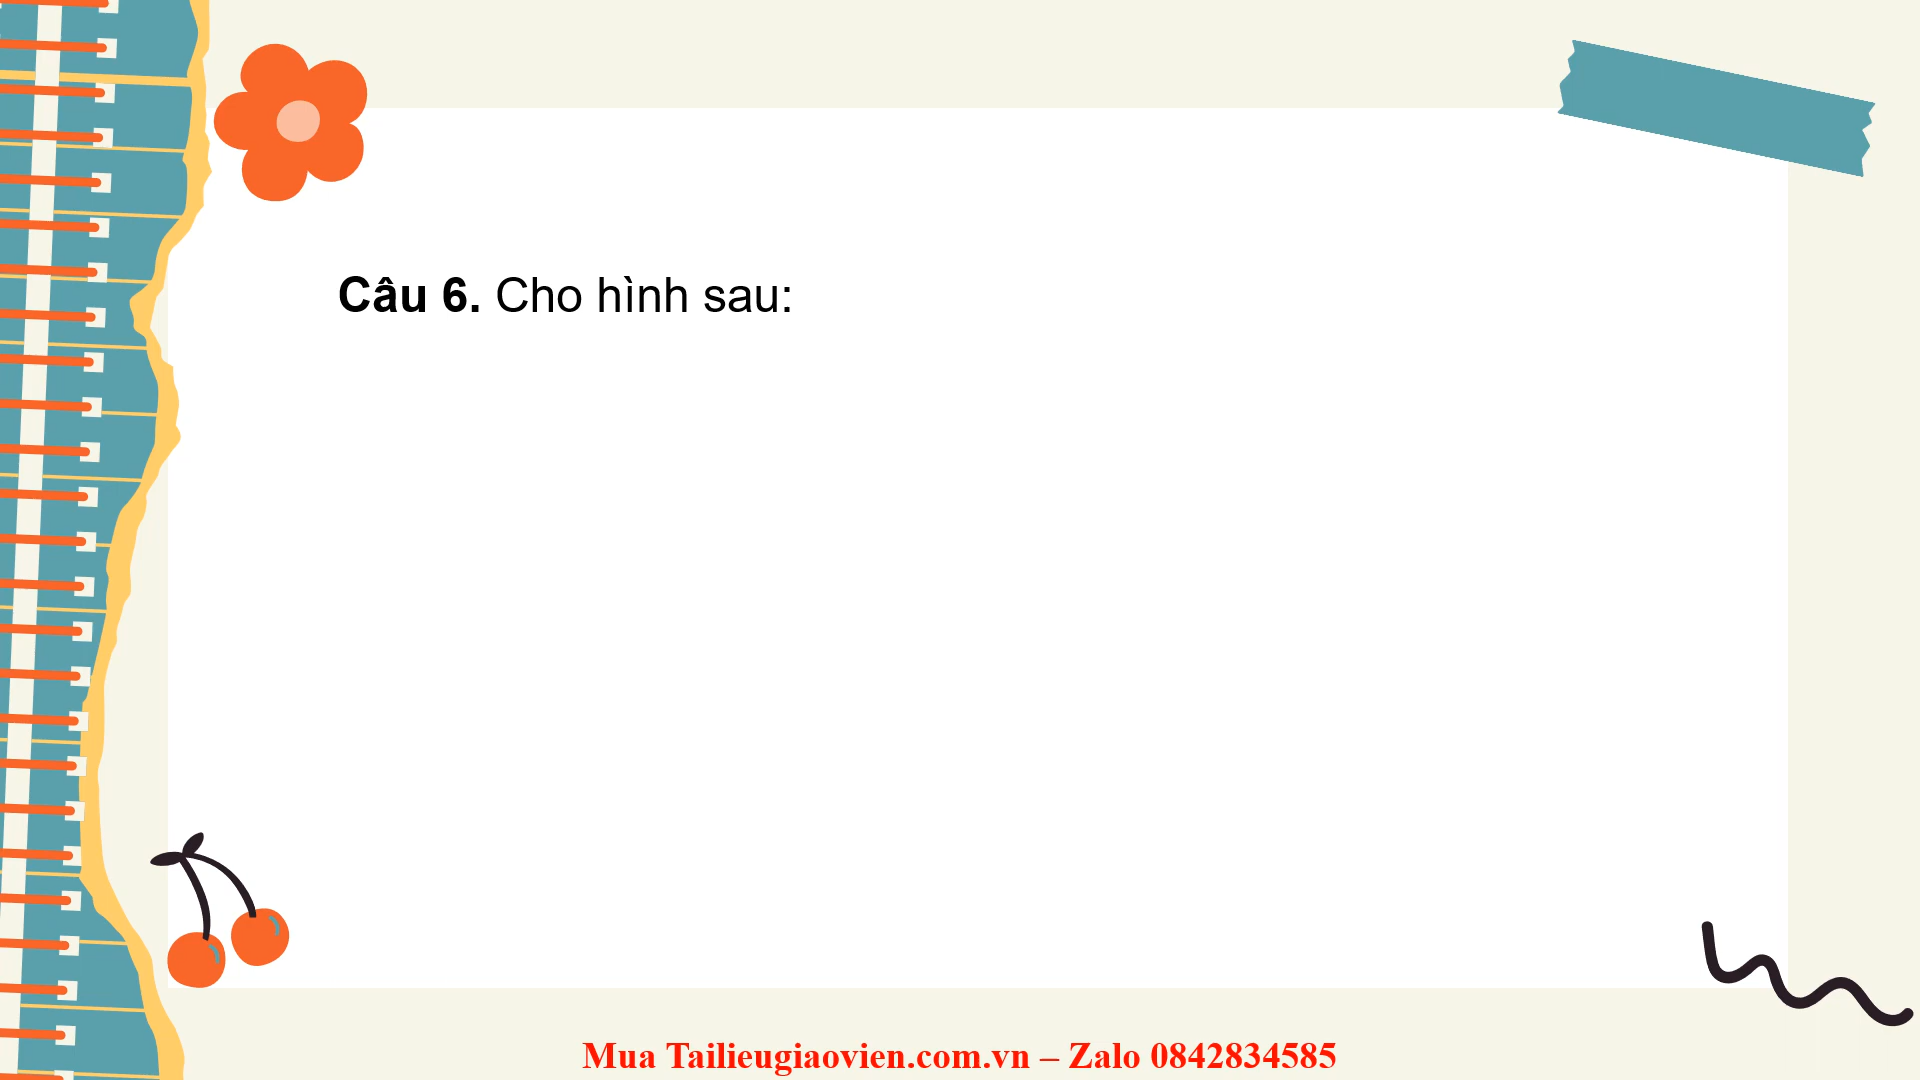 Câu 6. Cho hình sau:
Mua Tailieugiaovien.com.vn – Zalo 0842834585